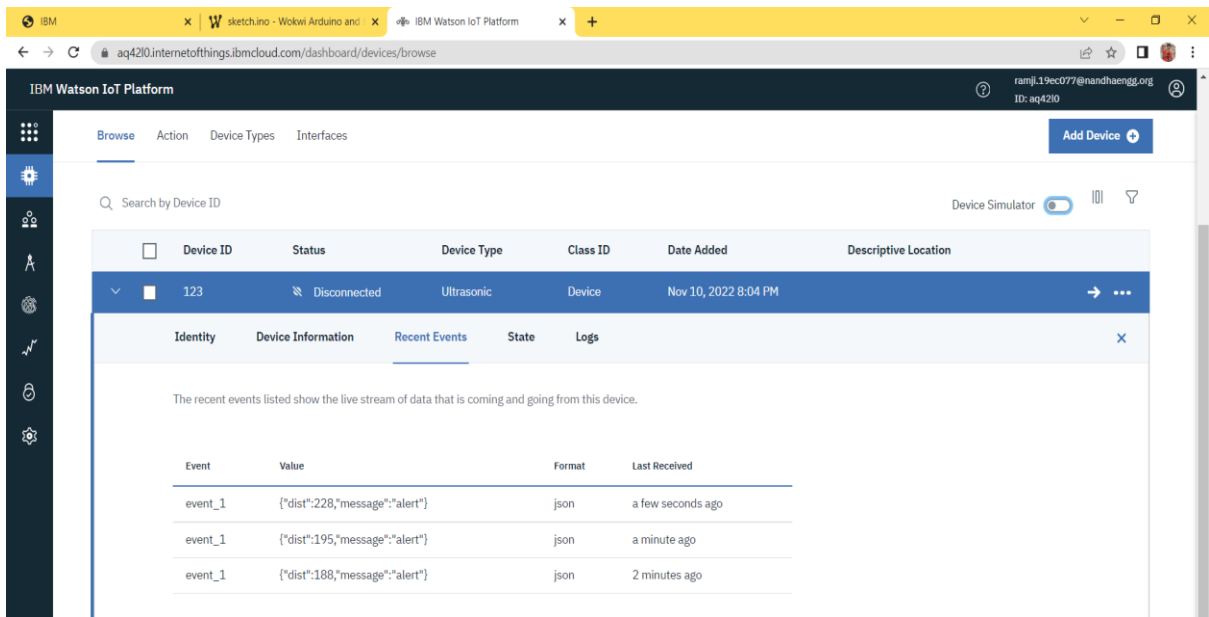 IBM
sketch.ino - Wokwi Arduino and
IBM Watson IoT Platform
aq42l0.internetofthings.ibmcloud.com/dashboard/devices/browse
IBM Watson IoT Platform
ramji.19ec077@nandhaengg.org
ID: aq42l0
Browse Action Device Types Interfaces
Add Device
Search by Device ID
Device Simulator
Device ID Status Device Type Class ID Date Added Descriptive Location
123 Disconnected Ultrasonic Device Nov 10, 2022 8:04 PM
Identity Device Information Recent Events State Logs
The recent events listed show the live stream of data that is coming and going from this device.
Event Value Format Last Received
event_1 {"dist":228,"message":"alert"} json a few seconds ago
event_1 {"dist":195,"message":"alert"} json a minute ago
event_1 {"dist":188,"message":"alert"} json 2 minutes ago